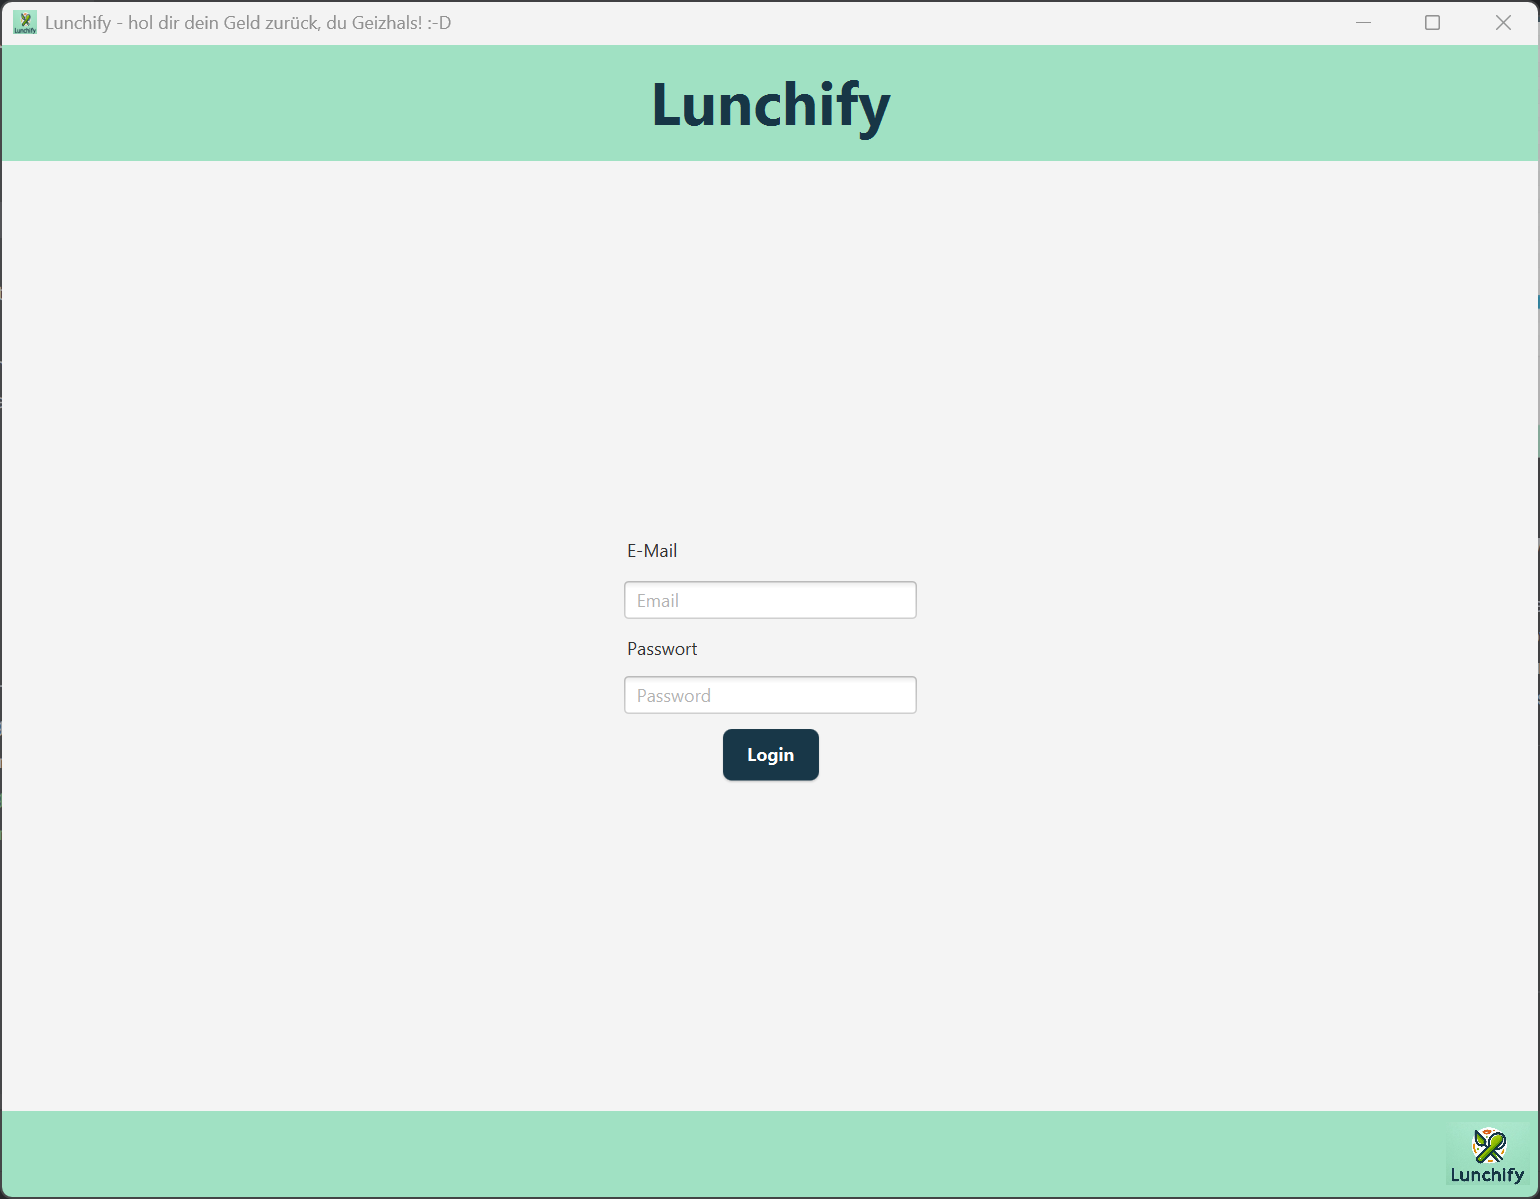 Lunchify - hol dir dein Geld zurück, du Geizhals! :-D
Lunchify
E-Mail
Email
Passwort
Password
Login
Lunchify